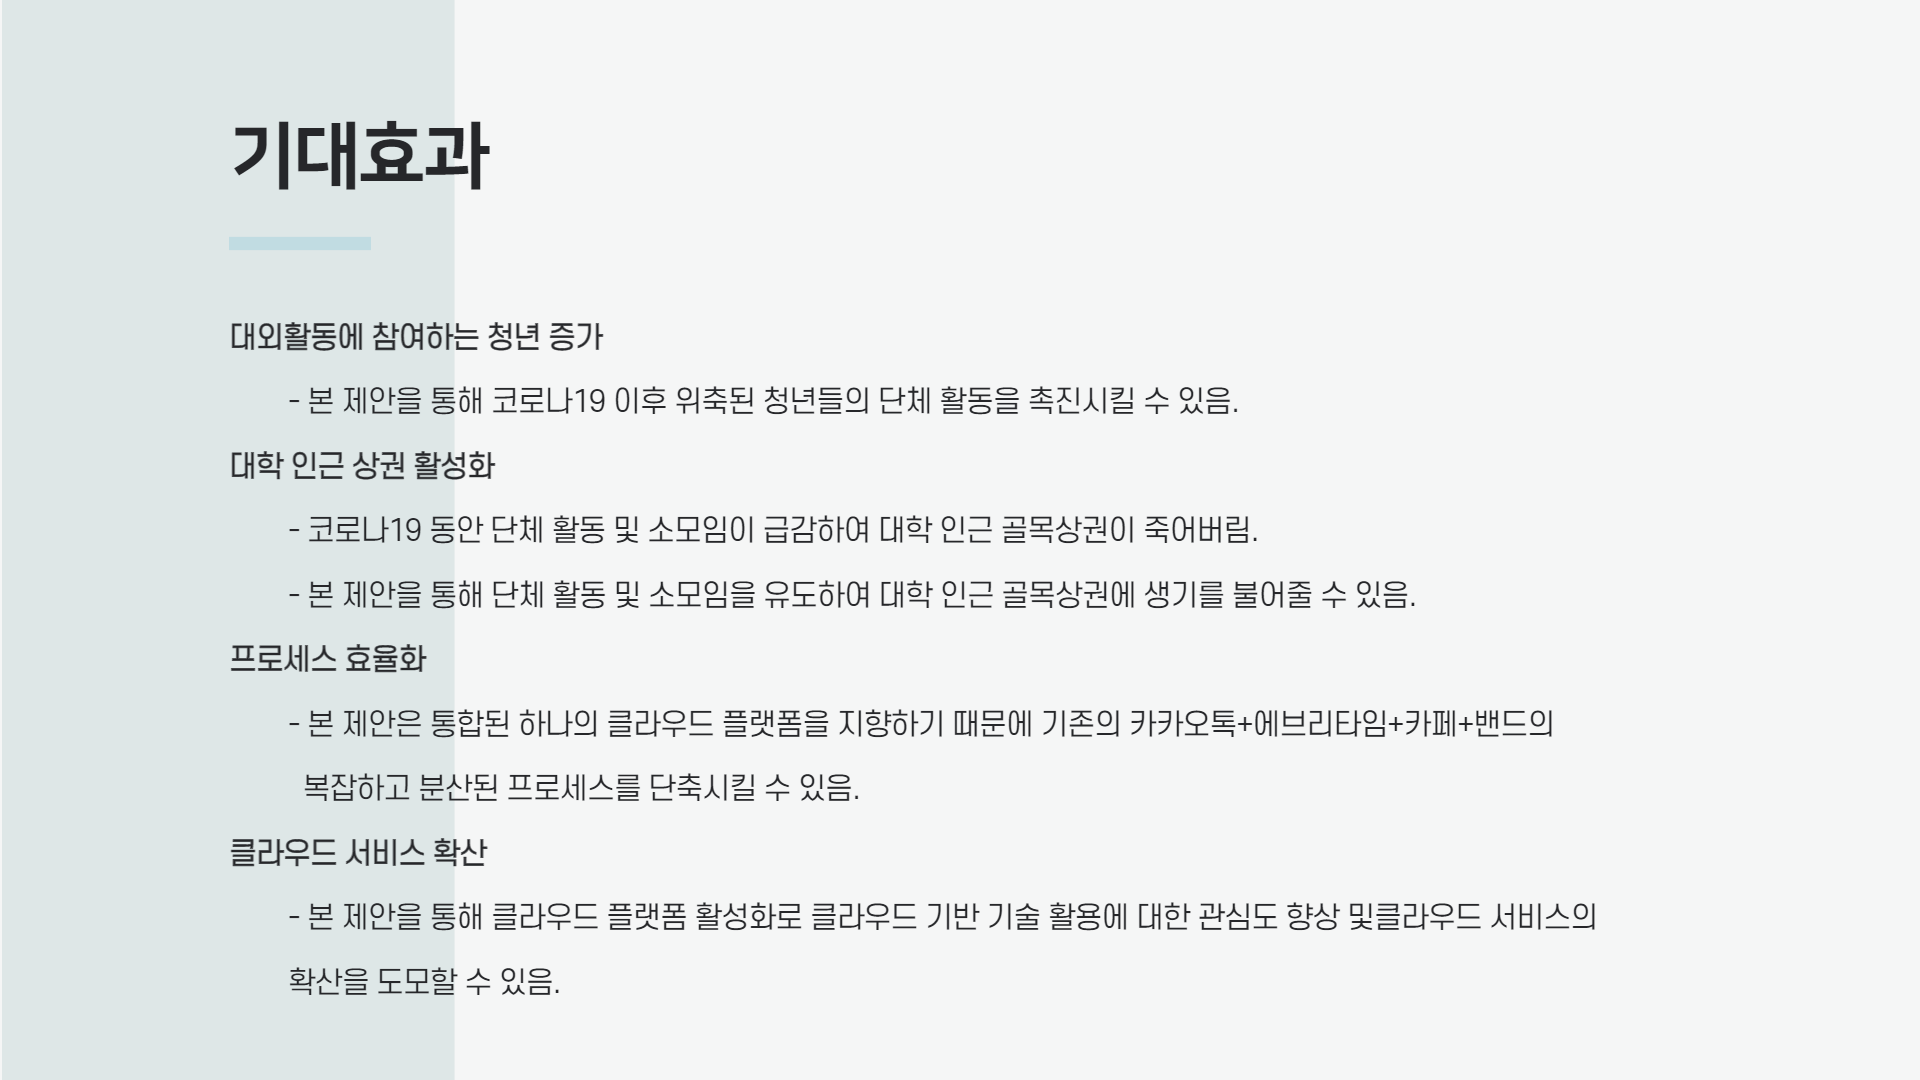 기대효과
대외활동에 참여하는 청년 증가
- 본 제안을 통해 코로나19 이후 위축된 청년들의 단체 활동을 촉진시킬 수 있음.
대학 인근 상권 활성화
- 코로나19 동안 단체 활동 및 소모임이 급감하여 대학 인근 골목상권이 죽어버림.
- 본 제안을 통해 단체 활동 및 소모임을 유도하여 대학 인근 골목상권에 생기를 불어줄 수 있음.
프로세스 효율화
- 본 제안은 통합된 하나의 클라우드 플랫폼을 지향하기 때문에 기존의 카카오톡+에브리타임+카페+밴드의
복잡하고 분산된 프로세스를 단축시킬 수 있음.
클라우드 서비스 확산
- 본 제안을 통해 클라우드 플랫폼 활성화로 클라우드 기반 기술 활용에 대한 관심도 향상 및클라우드 서비스의
확산을 도모할 수 있음.